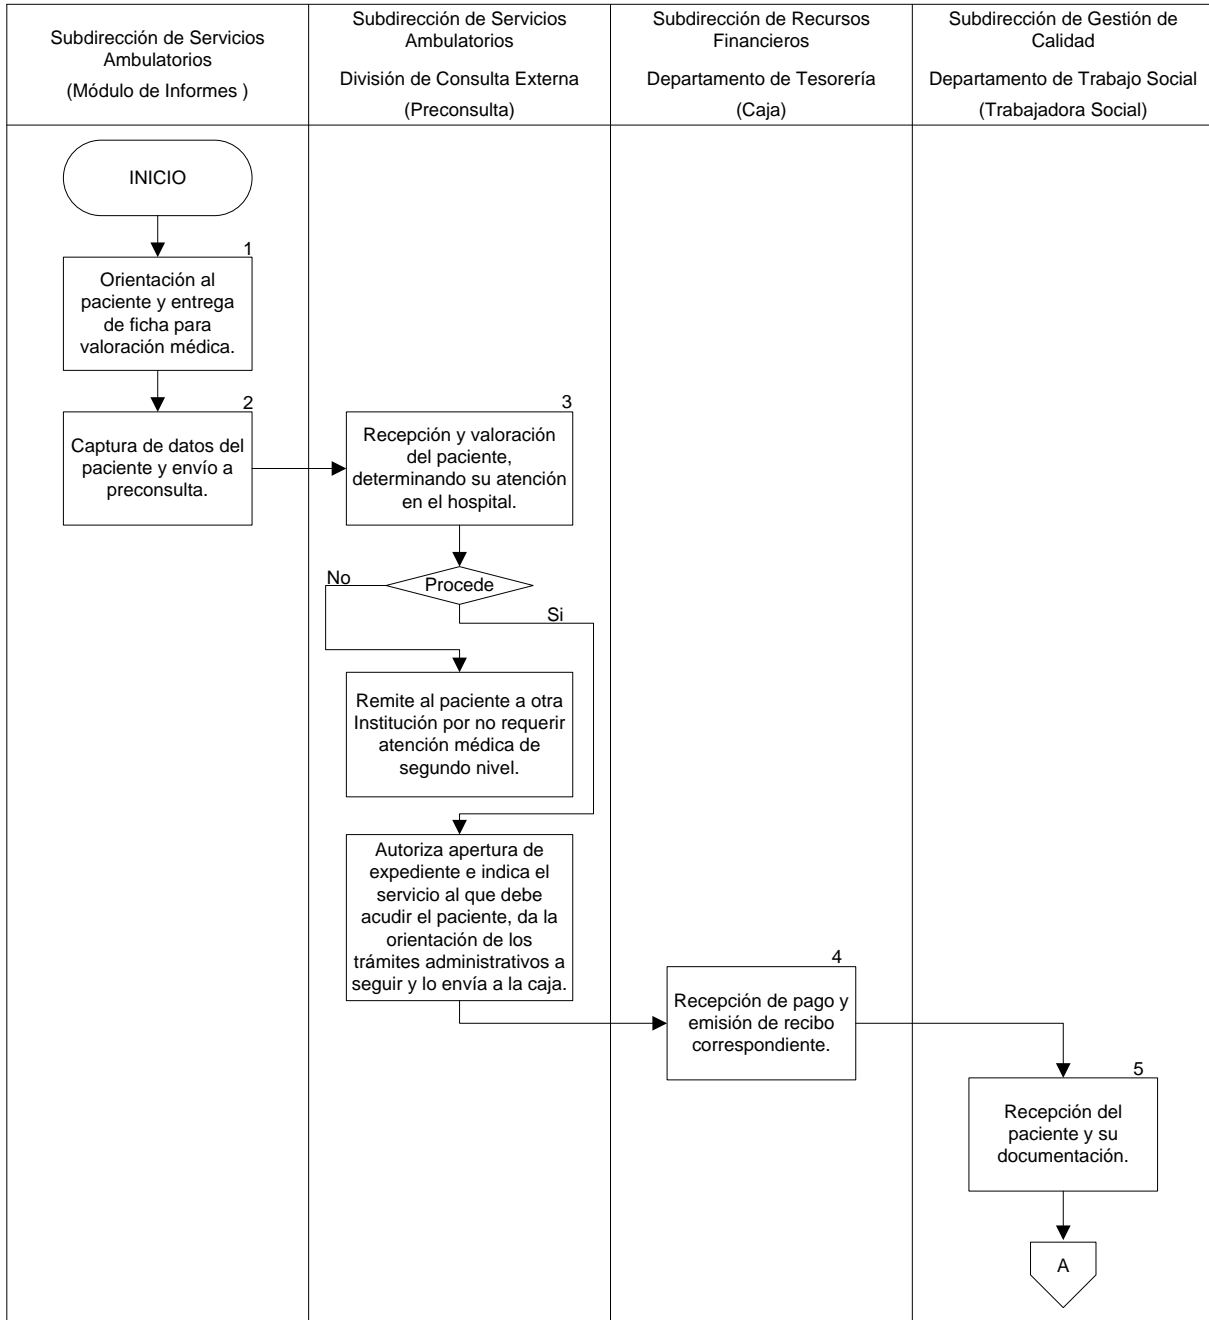 Subdirección de Servicios
Ambulatorios
(Módulo de Informes )
Subdirección de Servicios
Ambulatorios
División de Consulta Externa
(Preconsulta)
Subdirección de Recursos
Financieros
Departamento de Tesorería
(Caja)
Subdirección de Gestión de
Calidad
Departamento de Trabajo Social
(Trabajadora Social)
INICIO
1
Orientación al
paciente y entrega
de ficha para
valoración médica.
2
Captura de datos del
paciente y envío a
preconsulta.
3
Recepción y valoración
del paciente,
determinando su atención
en el hospital.
Procede
No
Si
Remite al paciente a otra
Institución por no requerir
atención médica de
segundo nivel.
Autoriza apertura de
expediente e indica el
servicio al que debe
acudir el paciente, da la
orientación de los
trámites administrativos a
seguir y lo envía a la caja.
4
Recepción de pago y
emisión de recibo
correspondiente.
5
Recepción del
paciente y su
documentación.
A